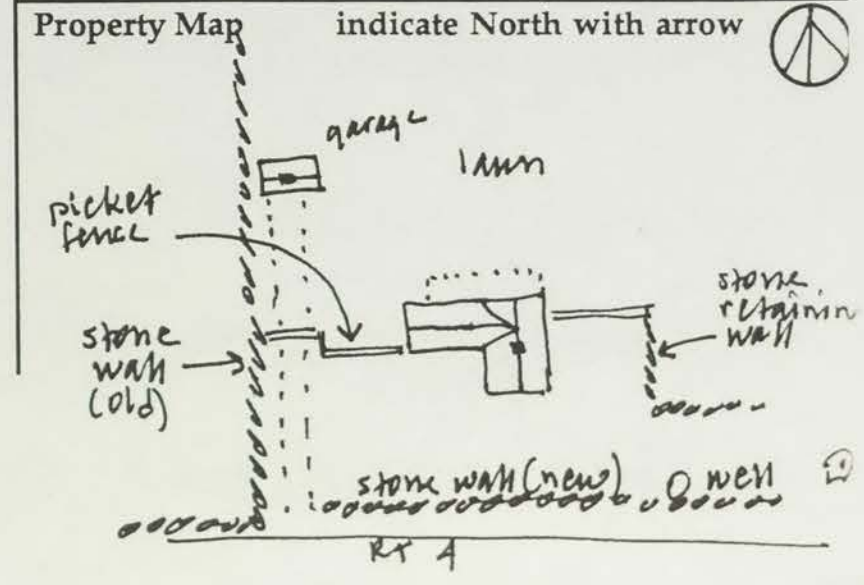 Property Map indicate North with arrow
garage
lawn
picket
fence
stone
retainin
wall
stone
wall
(old)
stone wall (new)
well
RT 4